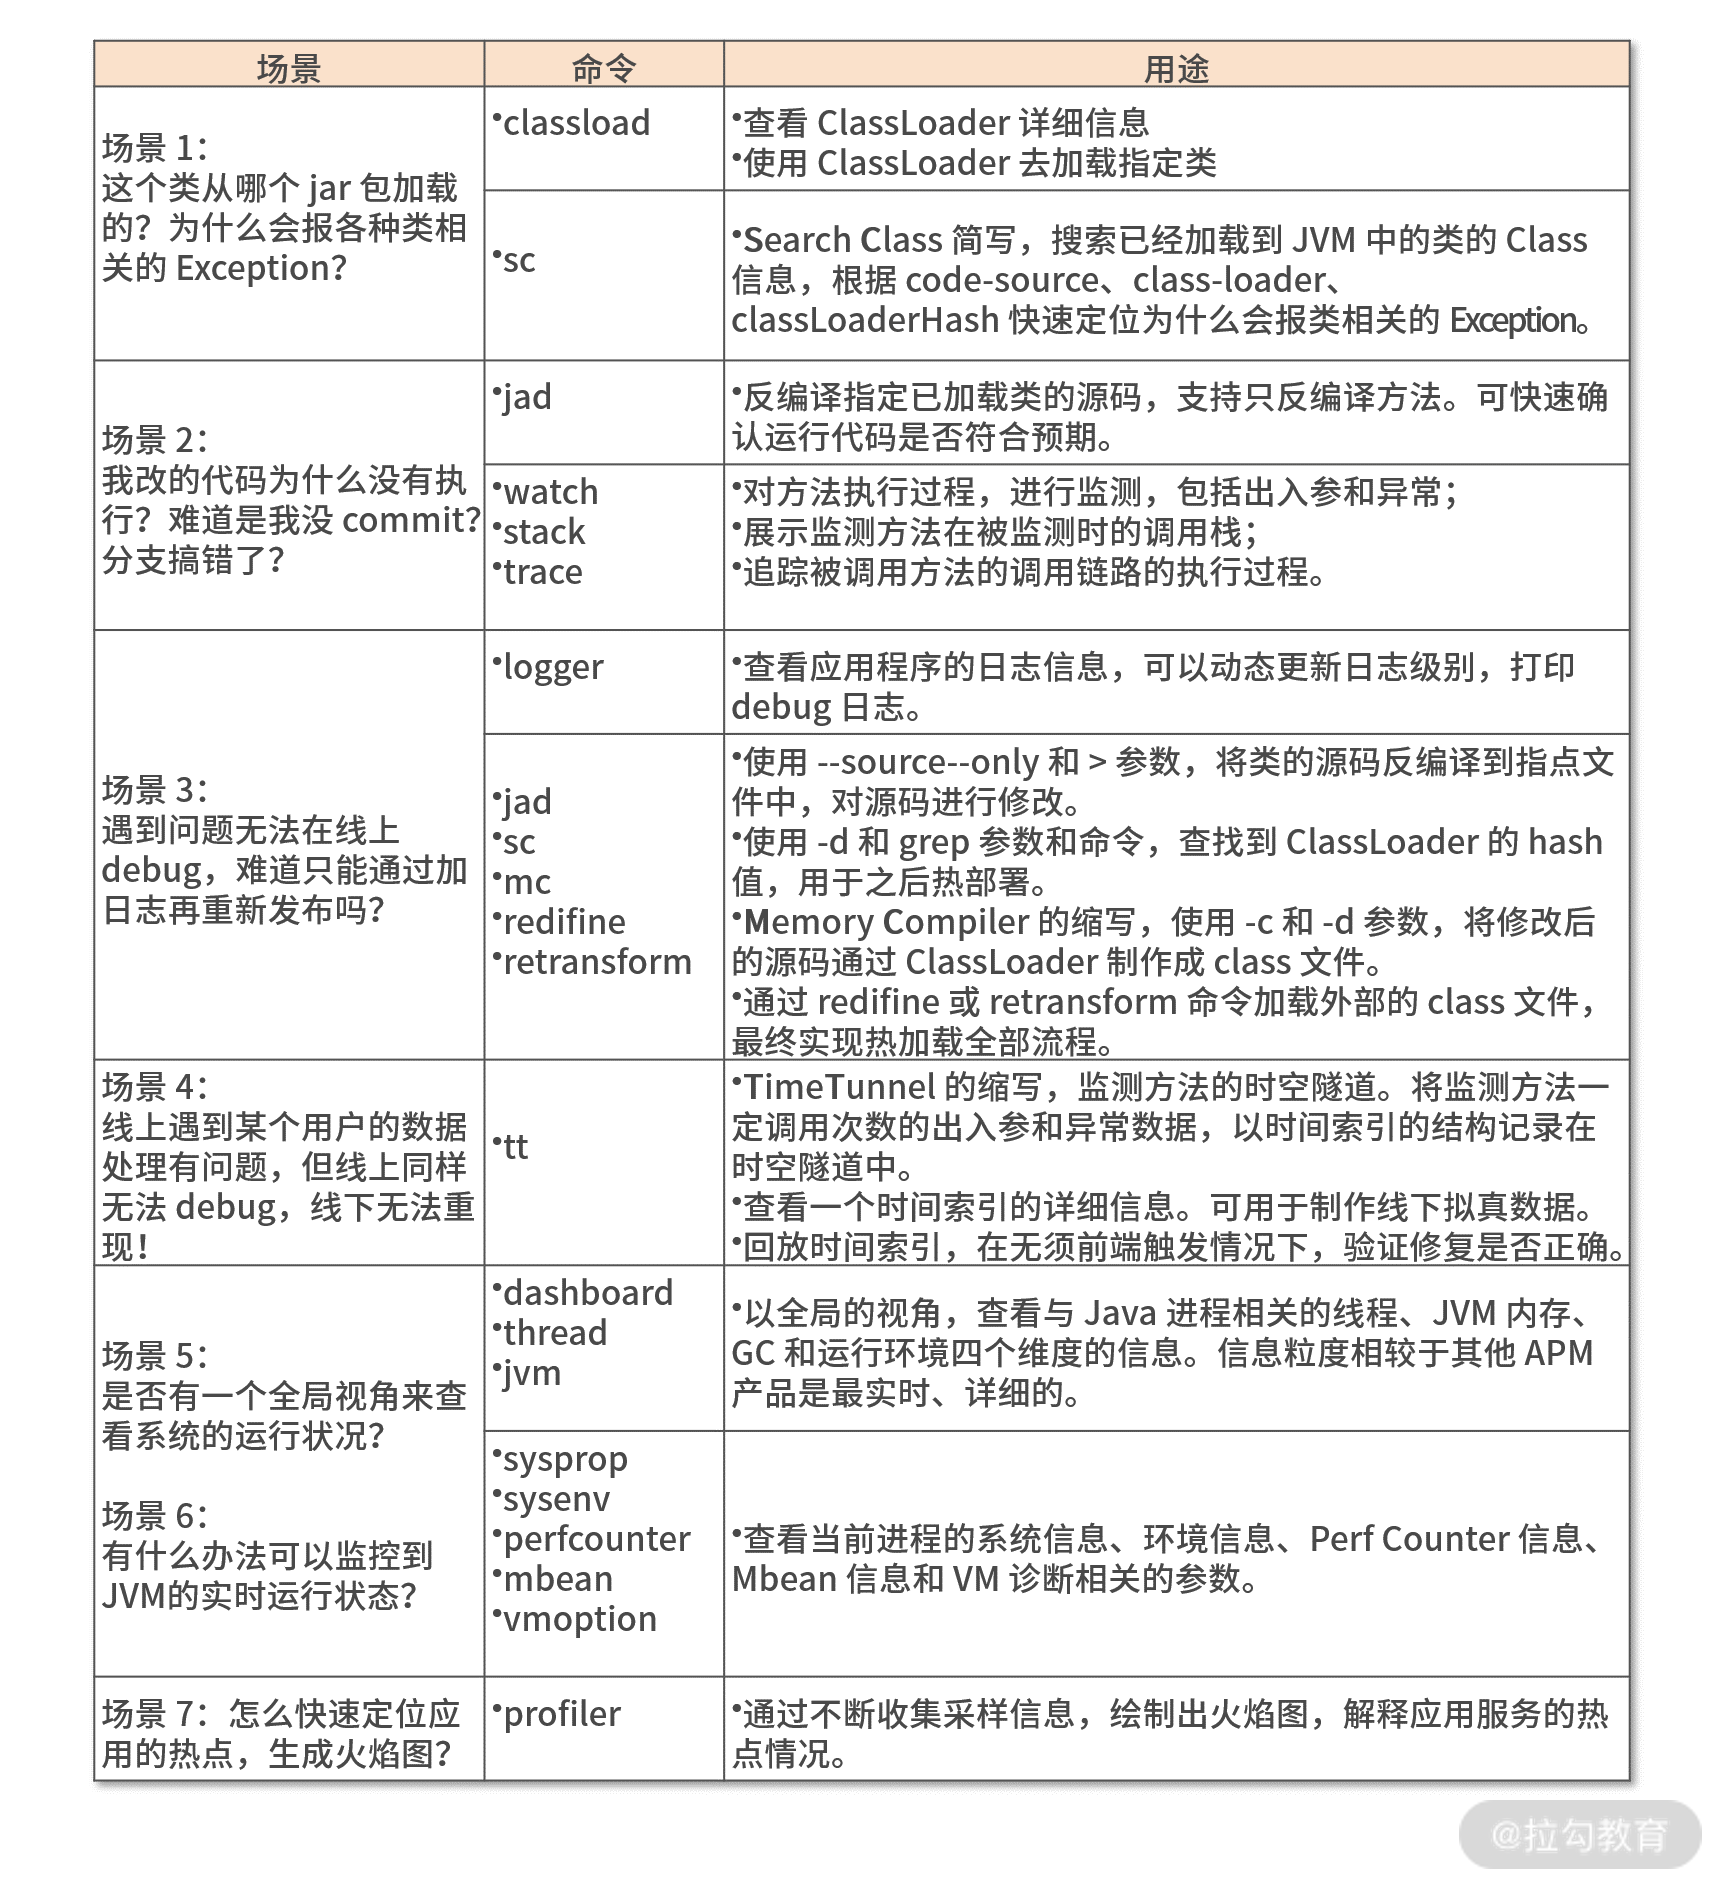 场景 命令 用途
场景 1：
这个类从哪个 jar 包加载
的？为什么会报各种类相
关的 Exception？
•classload
•查看 ClassLoader 详细信息
•使用 ClassLoader 去加载指定类
•sc
•Search Class 简写，搜索已经加载到 JVM 中的类的 Class
信息，根据 code-source、class-loader、
classLoaderHash 快速定位为什么会报类相关的 Exception。
场景 2：
我改的代码为什么没有执
行？难道是我没 commit？
分支搞错了？
•jad
•反编译指定已加载类的源码，支持只反编译方法。可快速确
认运行代码是否符合预期。
•watch
•stack
•trace
•对方法执行过程，进行监测，包括出入参和异常；
•展示监测方法在被监测时的调用栈；
•追踪被调用方法的调用链路的执行过程。
场景 3：
遇到问题无法在线上
debug，难道只能通过加
日志再重新发布吗？
•logger
•查看应用程序的日志信息，可以动态更新日志级别，打印
debug 日志。
•jad
•sc
•mc
•redifine
•retransform
•使用 --source--only 和 > 参数，将类的源码反编译到指点文
件中，对源码进行修改。
•使用 -d 和 grep 参数和命令，查找到 ClassLoader 的 hash
值，用于之后热部署。
•Memory Compiler 的缩写，使用 -c 和 -d 参数，将修改后
的源码通过 ClassLoader 制作成 class 文件。
•通过 redifine 或 retransform 命令加载外部的 class 文件，
最终实现热加载全部流程。
场景 4：
线上遇到某个用户的数据
处理有问题，但线上同样
无法 debug，线下无法重
现！
•tt
•TimeTunnel 的缩写，监测方法的时空隧道。将监测方法一
定调用次数的出入参和异常数据，以时间索引的结构记录在
时空隧道中。
•查看一个时间索引的详细信息。可用于制作线下拟真数据。
•回放时间索引，在无须前端触发情况下，验证修复是否正确。
场景 5：
是否有一个全局视角来查
看系统的运行状况？
场景 6：
有什么办法可以监控到
JVM的实时运行状态？
•dashboard
•thread
•jvm
•以全局的视角，查看与 Java 进程相关的线程、JVM 内存、
GC 和运行环境四个维度的信息。信息粒度相较于其他 APM
产品是最实时、详细的。
•sysprop
•sysenv
•perfcounter
•mbean
•vmoption
•查看当前进程的系统信息、环境信息、Perf Counter 信息、
Mbean 信息和 VM 诊断相关的参数。
场景 7：怎么快速定位应
用的热点，生成火焰图？
•profiler
•通过不断收集采样信息，绘制出火焰图，解释应用服务的热
点情况。
@拉勾教育